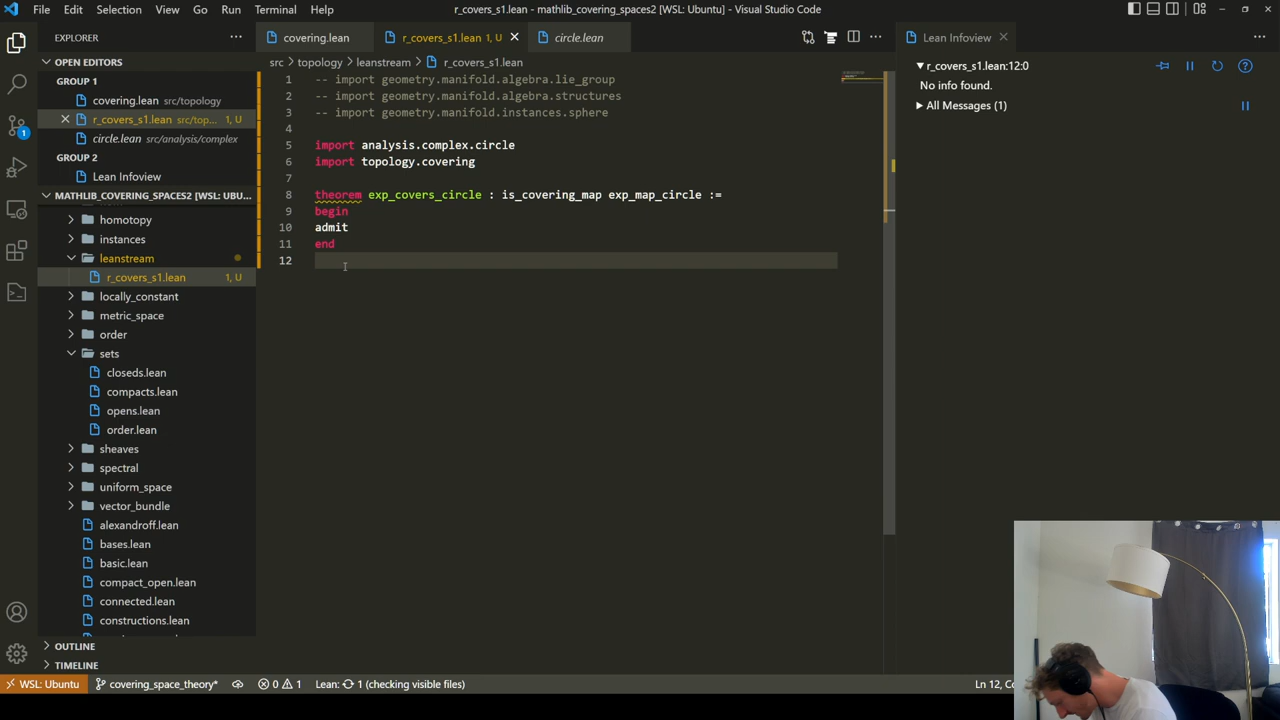 File Edit Selection View Go Run Terminal Help
r_covers_s1.lean - mathlib_covering_spaces2 [WSL: Ubuntu] - Visual Studio Code
EXPLORER
OPEN EDITORS
GROUP 1
covering.lean src/topology
r_covers_s1.lean src/top... 1, U
circle.lean src/analysis/complex
GROUP 2
Lean Infoview
MATHLIB_COVERING_SPACES2 [WSL: UBUNTU...
homotopy
instances
leanstream
r_covers_s1.lean 1, U
locally_constant
metric_space
order
sets
closeds.lean
compacts.lean
opens.lean
order.lean
sheaves
spectral
uniform_space
vector_bundle
alexandroff.lean
bases.lean
basic.lean
compact_open.lean
connected.lean
constructions.lean
OUTLINE
TIMELINE
covering.lean
r_covers_s1.lean 1, U
circle.lean
src > topology > leanstream > r_covers_s1.lean
1 -- import geometry.manifold.algebra.lie_group
2 -- import geometry.manifold.algebra.structures
3 -- import geometry.manifold.instances.sphere
4
5 import analysis.complex.circle
6 import topology.covering
7
8 theorem exp_covers_circle : is_covering_map exp_map_circle :=
9 begin
10 admit
11 end
12
Lean Infoview
r_covers_s1.lean:12:0
No info found.
All Messages (1)
1
WSL: Ubuntu
covering_space_theory*
0 1
Lean: 1 (checking visible files)